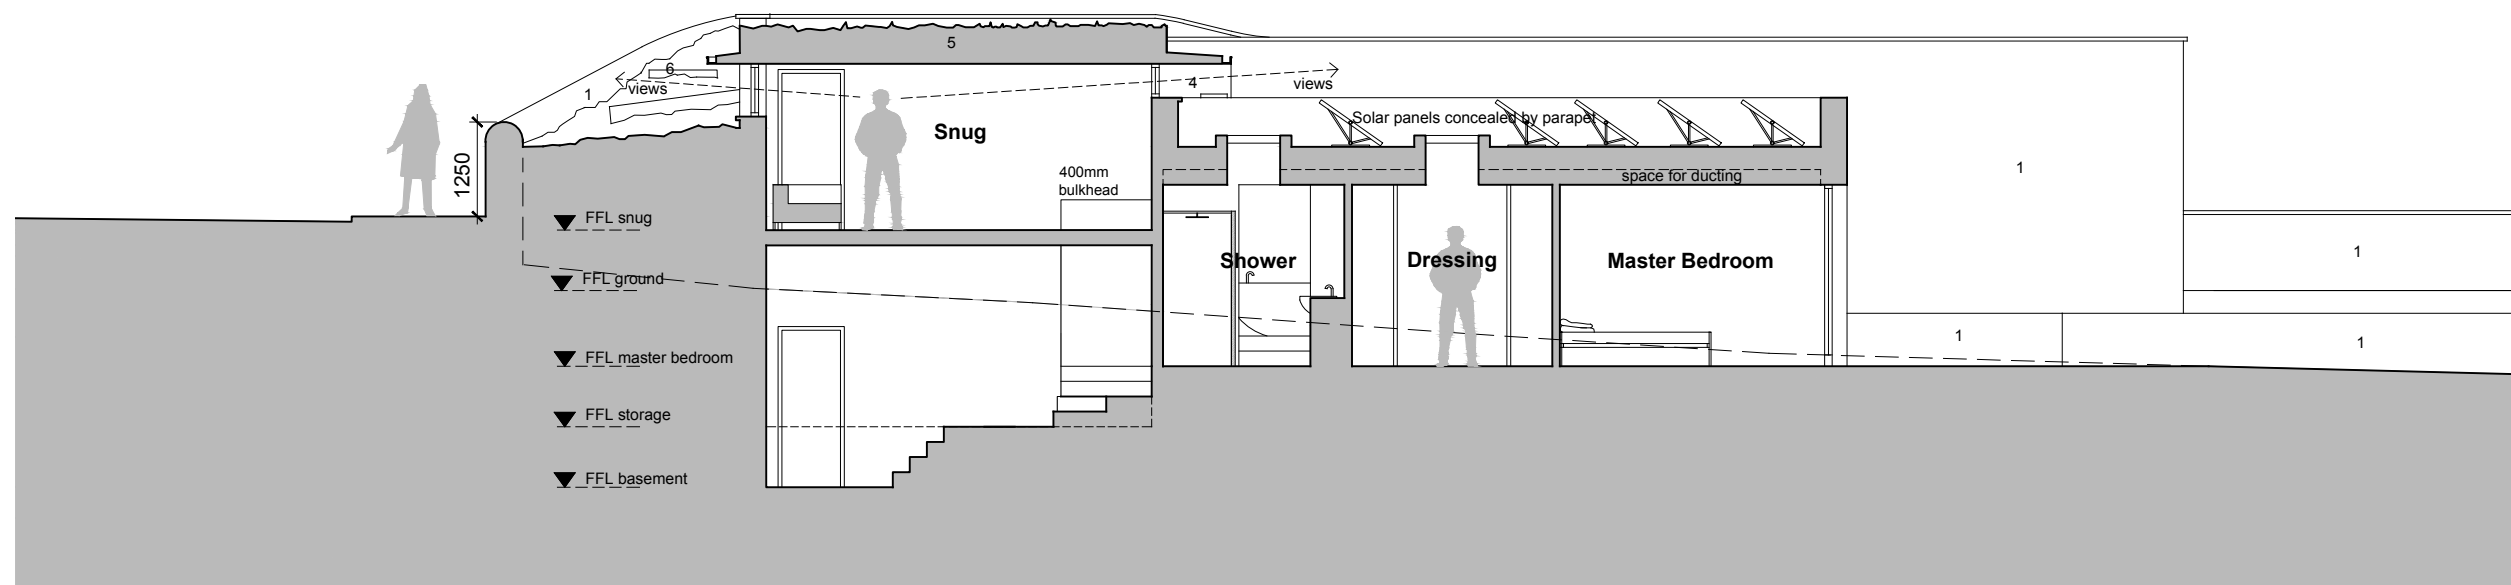 5
6
1
views
4
views
Solar panels concealed by parapet
Snug
1250
400mm
bulkhead
space for ducting
1
FFL snug
Shower
Dressing
Master Bedroom
1
FFL ground
1
1
FFL master bedroom
FFL storage
FFL basement